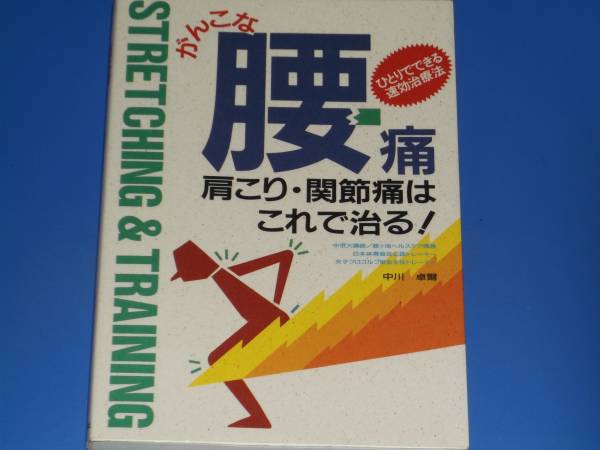 STRETCHING & TRAINING
がんこな
腰痛
ひとりでできる
速効治療法
肩こり・関節痛は
これで治る!
中川 卓爾